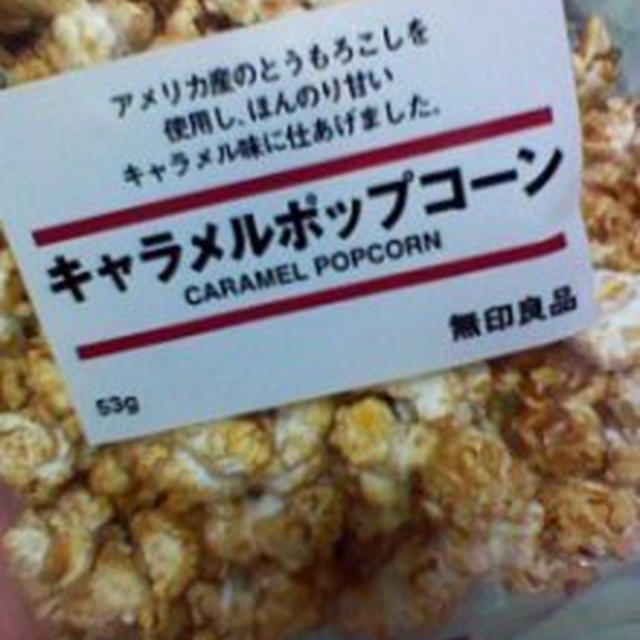 アメリカ産のとうもろこしを
使用し、ほんのり甘い
キャラメル味に仕あげました。
キャラメルポップコーン
CARAMEL POPCORN
無印良品
53g